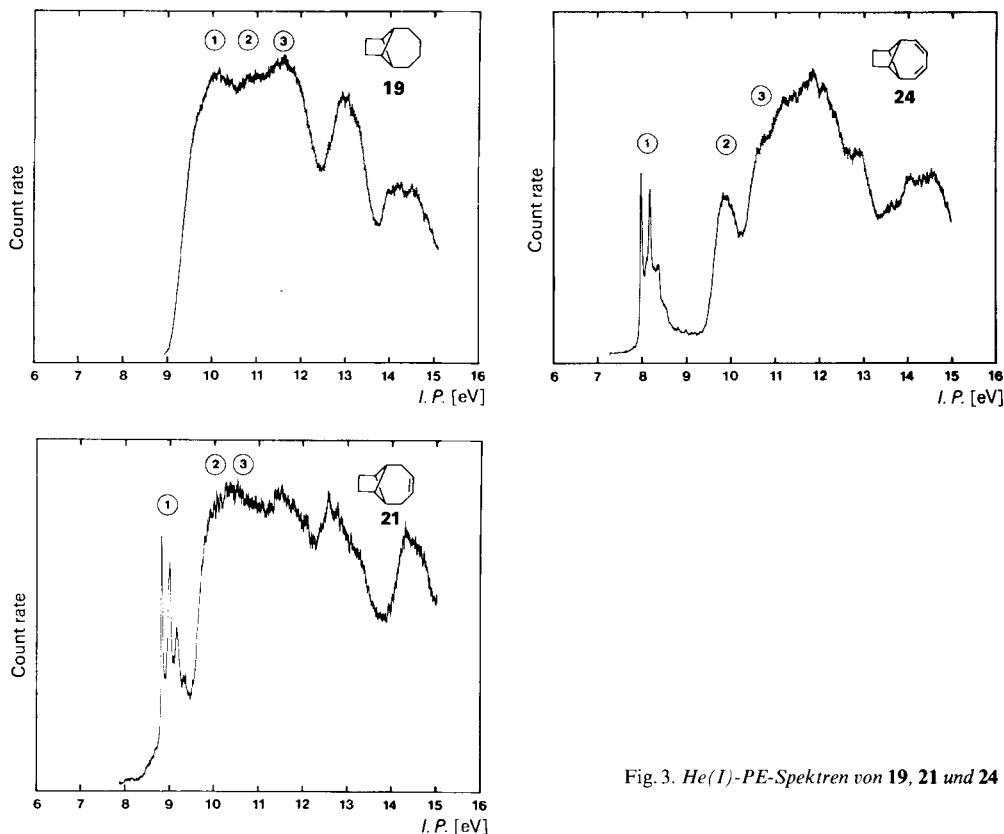 ① ② ③
19
Count rate
6 7 8 9 10 11 12 13 14 15 16
I. P. [eV]
① ② ③
24
Count rate
6 7 8 9 10 11 12 13 14 15 16
I. P. [eV]
① ② ③
21
Count rate
6 7 8 9 10 11 12 13 14 15 16
I. P. [eV]
Fig. 3. He(I)-PE-Spektren von 19, 21 und 24